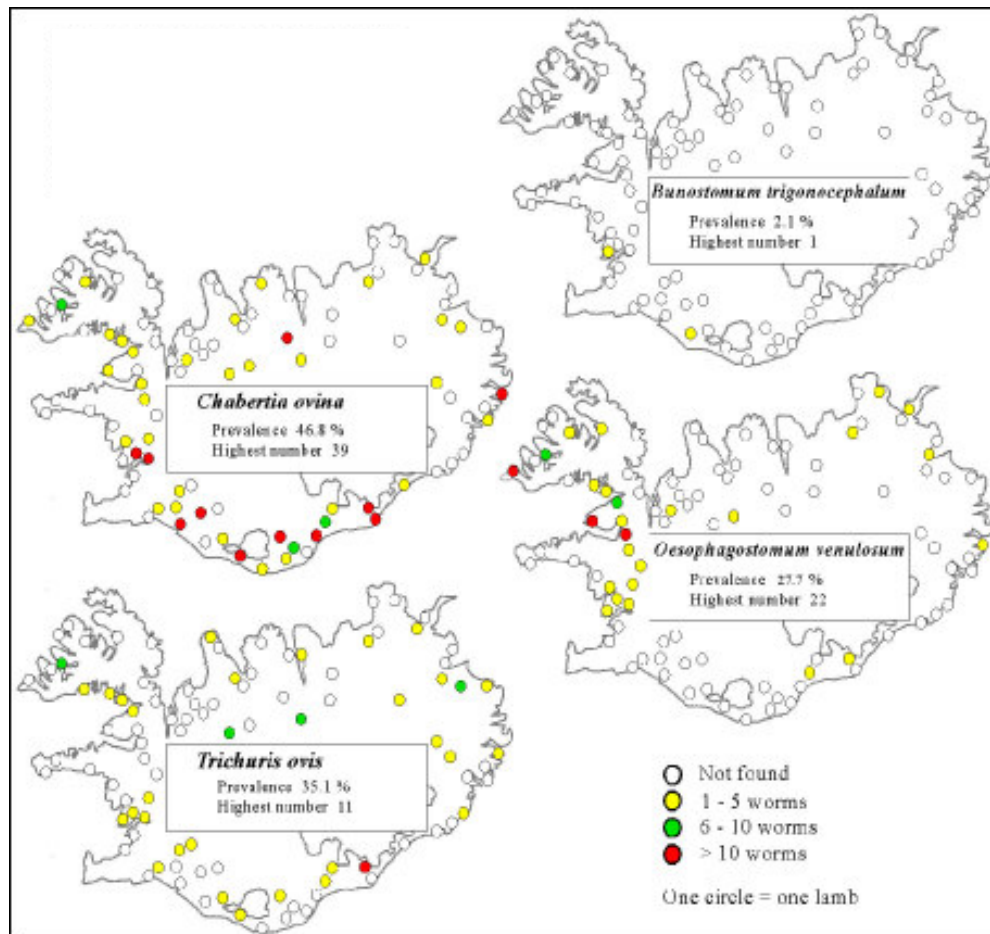 Bunostomum trigonocephalum
Prevalence 2.1 %
Highest number 1
Chabertia ovina
Prevalence 46.8 %
Highest number 39
Oesophagostomum venulosum
Prevalence 27.7 %
Highest number 22
Trichuris ovis
Prevalence 35.1 %
Highest number 11
Not found
1 - 5 worms
6 - 10 worms
> 10 worms
One circle = one lamb